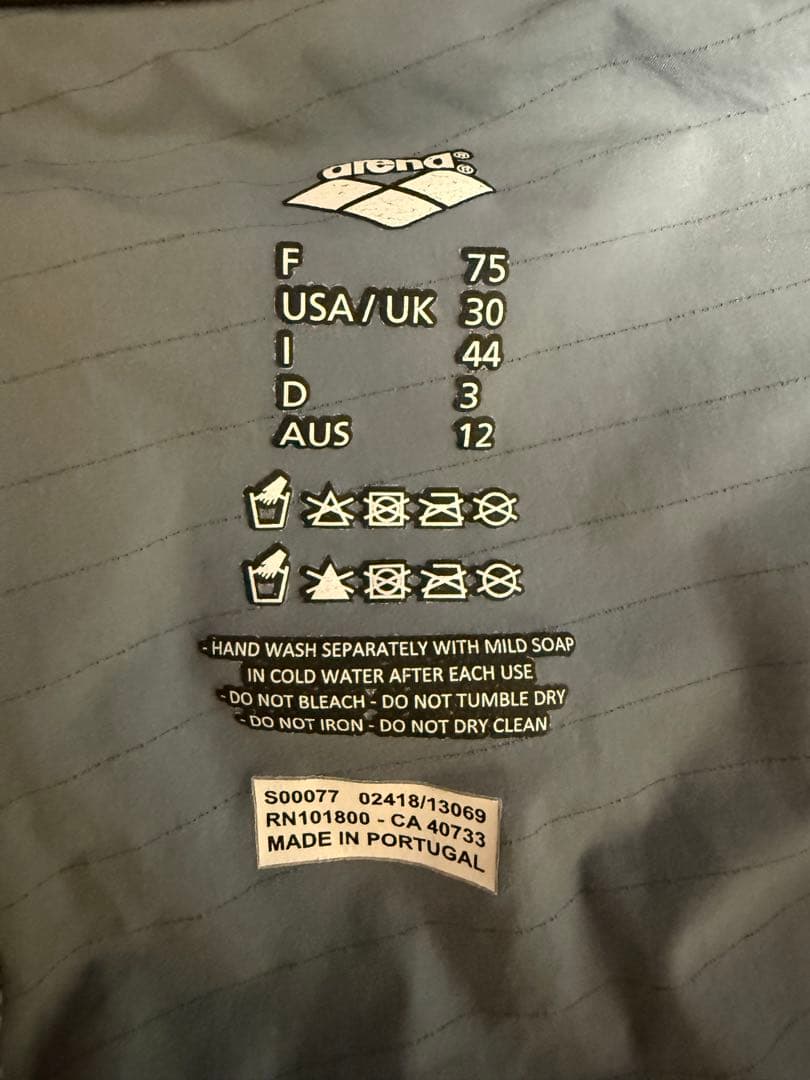 arena®
®
F 75
USA/UK 30
I 44
D 3
AUS 12
- HAND WASH SEPARATELY WITH MILD SOAP
IN COLD WATER AFTER EACH USE
- DO NOT BLEACH - DO NOT TUMBLE DRY
- DO NOT IRON - DO NOT DRY CLEAN
S00077 02418/13069
RN101800 - CA 40733
MADE IN PORTUGAL